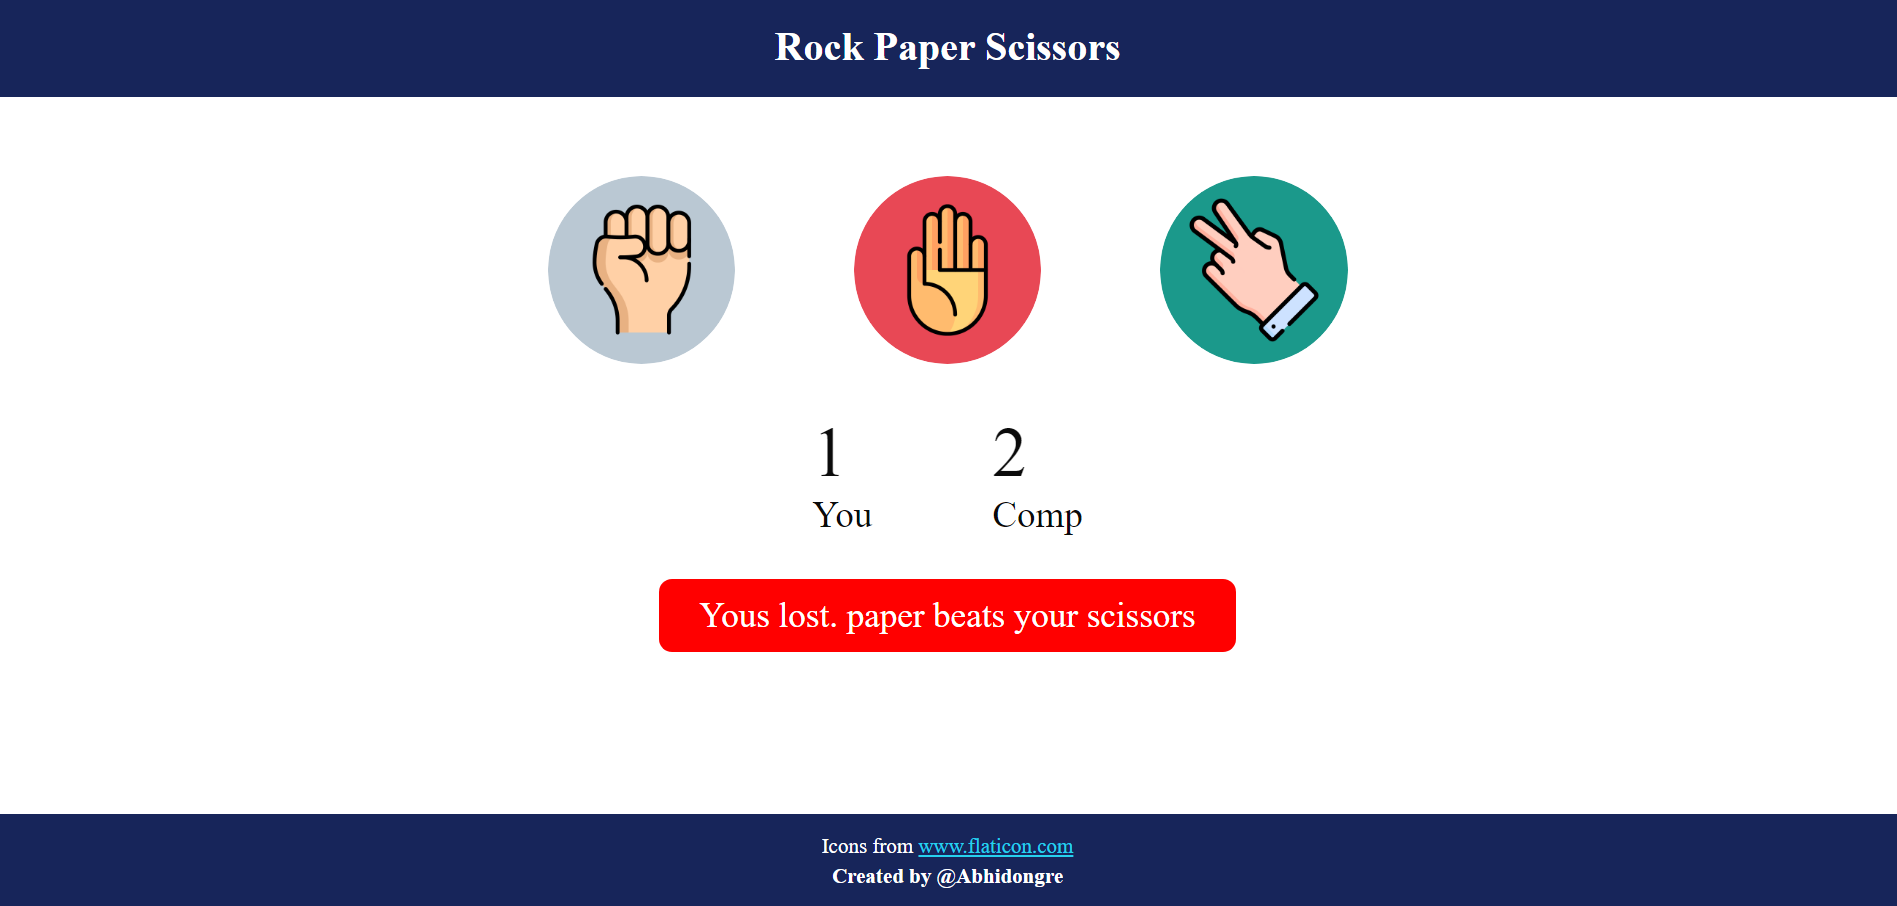 Rock Paper Scissors
1 2
You Comp
Yous lost. paper beats your scissors
Icons from www.flaticon.com
Created by @Abhidongre